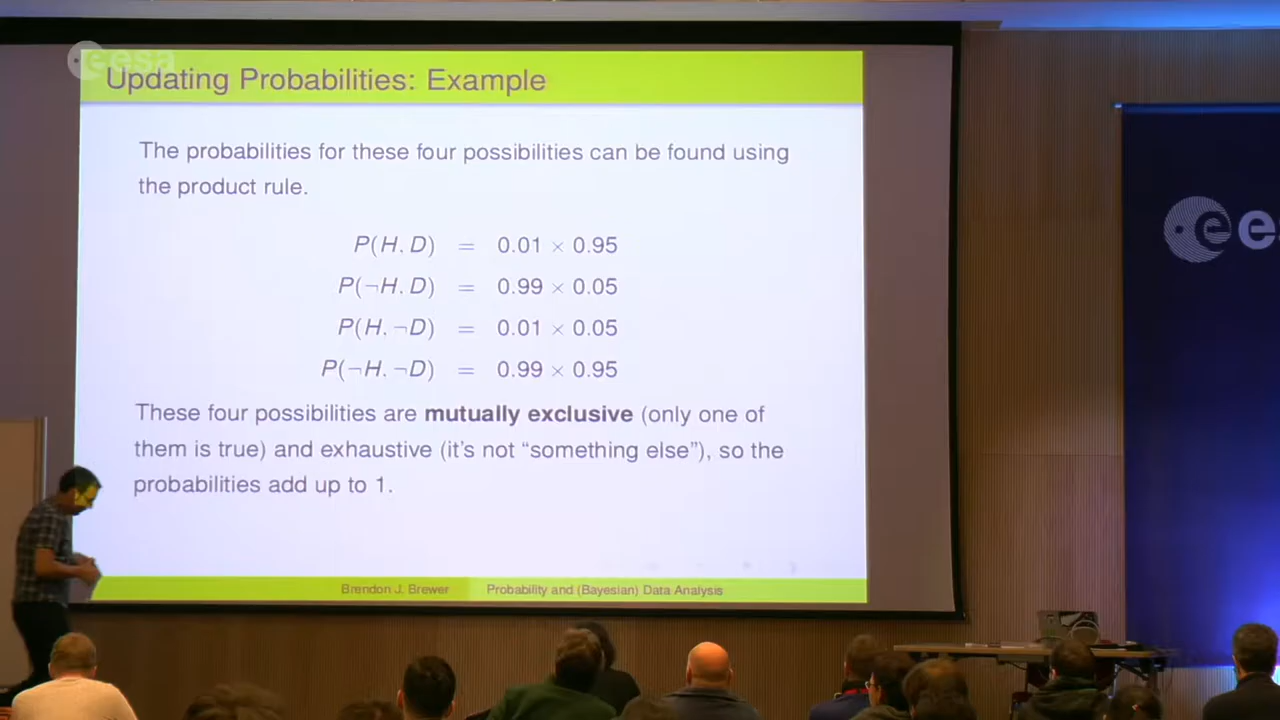 esa
Updating Probabilities: Example
The probabilities for these four possibilities can be found using
the product rule.
P(H, D) = 0.01 × 0.95
P(¬H, D) = 0.99 × 0.05
P(H, ¬D) = 0.01 × 0.05
P(¬H, ¬D) = 0.99 × 0.95
These four possibilities are mutually exclusive (only one of
them is true) and exhaustive (it's not “something else”), so the
probabilities add up to 1.
Brendon J. Brewer Probability and (Bayesian) Data Analysis